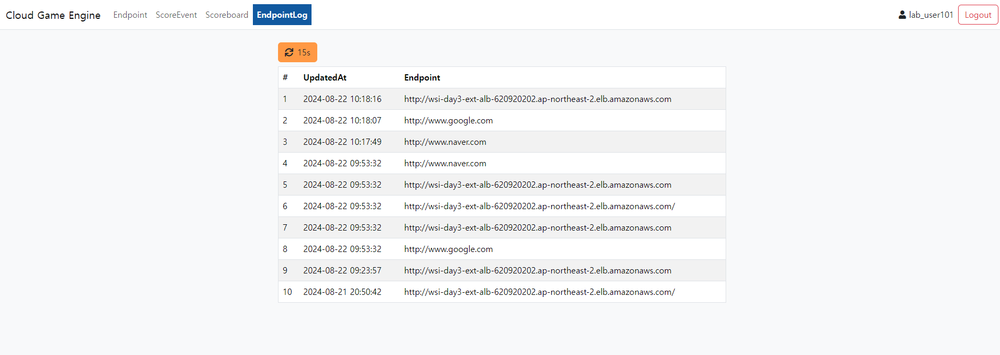 Cloud Game Engine Endpoint ScoreEvent Scoreboard EndpointLog lab_user101 Logout
15s
# UpdatedAt Endpoint
1 2024-08-22 10:18:16 http://wsi-day3-ext-alb-620920202.ap-northeast-2.elb.amazonaws.com
2 2024-08-22 10:18:07 http://www.google.com
3 2024-08-22 10:17:49 http://www.naver.com
4 2024-08-22 09:53:32 http://www.naver.com
5 2024-08-22 09:53:32 http://wsi-day3-ext-alb-620920202.ap-northeast-2.elb.amazonaws.com
6 2024-08-22 09:53:32 http://wsi-day3-ext-alb-620920202.ap-northeast-2.elb.amazonaws.com/
7 2024-08-22 09:53:32 http://wsi-day3-ext-alb-620920202.ap-northeast-2.elb.amazonaws.com
8 2024-08-22 09:53:32 http://www.google.com
9 2024-08-22 09:23:57 http://wsi-day3-ext-alb-620920202.ap-northeast-2.elb.amazonaws.com
10 2024-08-21 20:50:42 http://wsi-day3-ext-alb-620920202.ap-northeast-2.elb.amazonaws.com/